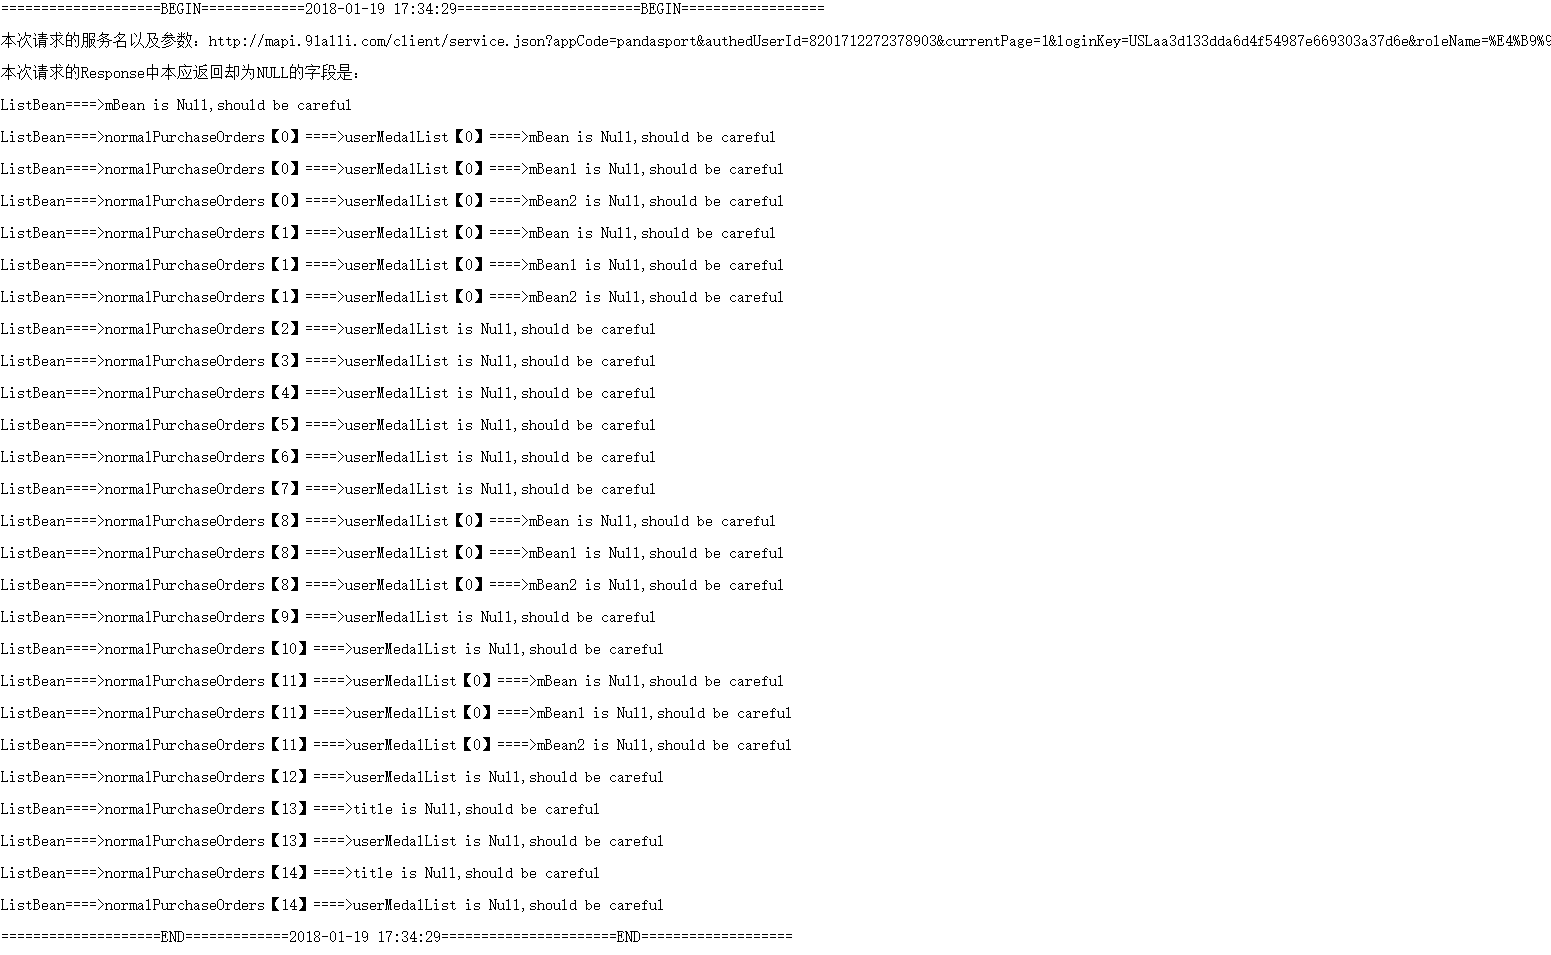 ====================BEGIN=============2018-01-19 17:34:29=======================BEGIN==================
本次请求的服务名以及参数：http://mapi.91alli.com/client/service.json?appCode=pandasport&authedUserId=8201712272378903&currentPage=1&loginKey=USLaa3d133dda6d4f54987e669303a37d6e&roleName=%E4%B9%9
本次请求的Response中本应返回却为NULL的字段是：
ListBean====>mBean is Null,should be careful
ListBean====>normalPurchaseOrders【0】====>userMedalList【0】====>mBean is Null,should be careful
ListBean====>normalPurchaseOrders【0】====>userMedalList【0】====>mBean1 is Null,should be careful
ListBean====>normalPurchaseOrders【0】====>userMedalList【0】====>mBean2 is Null,should be careful
ListBean====>normalPurchaseOrders【1】====>userMedalList【0】====>mBean is Null,should be careful
ListBean====>normalPurchaseOrders【1】====>userMedalList【0】====>mBean1 is Null,should be careful
ListBean====>normalPurchaseOrders【1】====>userMedalList【0】====>mBean2 is Null,should be careful
ListBean====>normalPurchaseOrders【2】====>userMedalList is Null,should be careful
ListBean====>normalPurchaseOrders【3】====>userMedalList is Null,should be careful
ListBean====>normalPurchaseOrders【4】====>userMedalList is Null,should be careful
ListBean====>normalPurchaseOrders【5】====>userMedalList is Null,should be careful
ListBean====>normalPurchaseOrders【6】====>userMedalList is Null,should be careful
ListBean====>normalPurchaseOrders【7】====>userMedalList is Null,should be careful
ListBean====>normalPurchaseOrders【8】====>userMedalList【0】====>mBean is Null,should be careful
ListBean====>normalPurchaseOrders【8】====>userMedalList【0】====>mBean1 is Null,should be careful
ListBean====>normalPurchaseOrders【8】====>userMedalList【0】====>mBean2 is Null,should be careful
ListBean====>normalPurchaseOrders【9】====>userMedalList is Null,should be careful
ListBean====>normalPurchaseOrders【10】====>userMedalList is Null,should be careful
ListBean====>normalPurchaseOrders【11】====>userMedalList【0】====>mBean is Null,should be careful
ListBean====>normalPurchaseOrders【11】====>userMedalList【0】====>mBean1 is Null,should be careful
ListBean====>normalPurchaseOrders【11】====>userMedalList【0】====>mBean2 is Null,should be careful
ListBean====>normalPurchaseOrders【12】====>userMedalList is Null,should be careful
ListBean====>normalPurchaseOrders【13】====>title is Null,should be careful
ListBean====>normalPurchaseOrders【13】====>userMedalList is Null,should be careful
ListBean====>normalPurchaseOrders【14】====>title is Null,should be careful
ListBean====>normalPurchaseOrders【14】====>userMedalList is Null,should be careful
====================END=============2018-01-19 17:34:29======================END===================